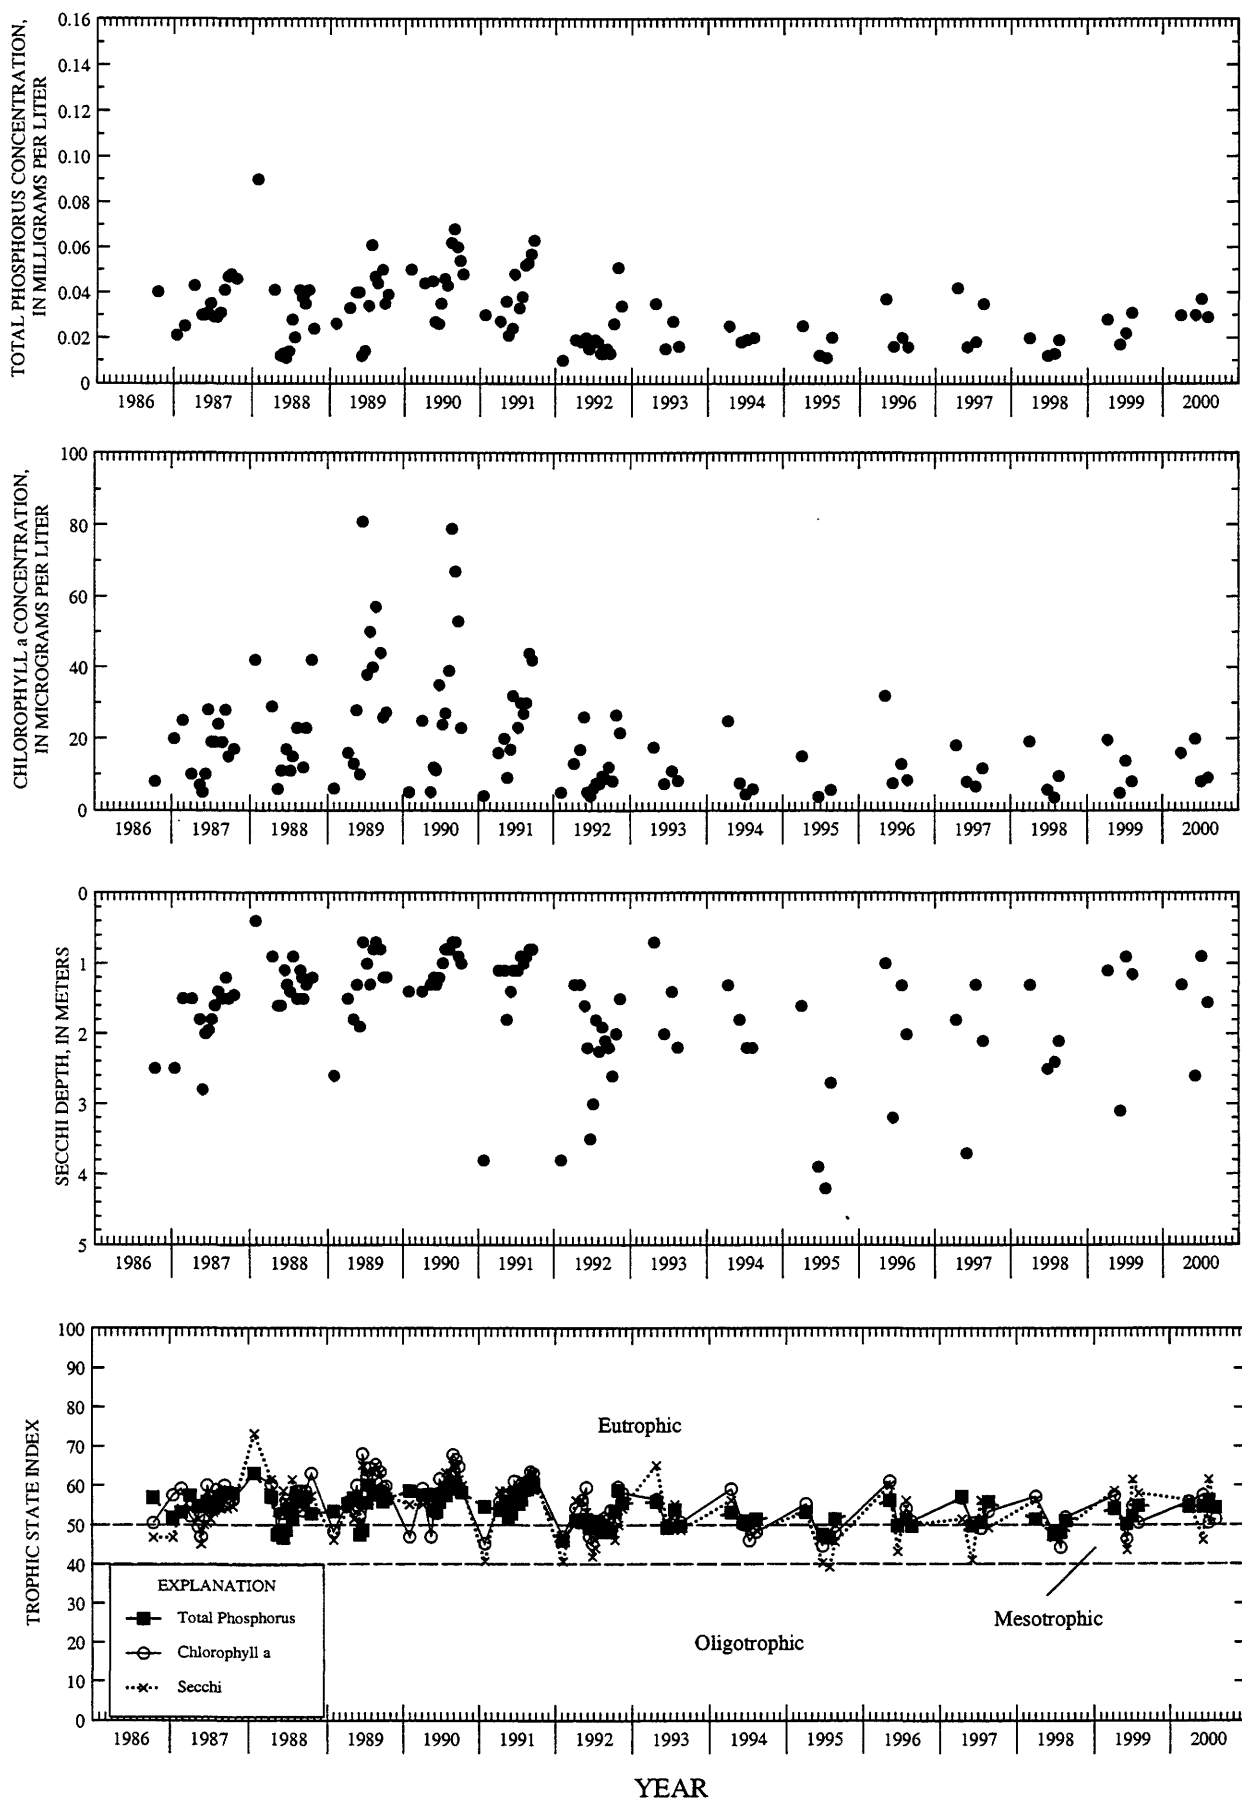 TOTAL PHOSPHORUS CONCENTRATION,
IN MILLIGRAMS PER LITER
0.16
0.14
0.12
0.10
0.08
0.06
0.04
0.02
0
1986 1987 1988 1989 1990 1991 1992 1993 1994 1995 1996 1997 1998 1999 2000
CHLOROPHYLL a CONCENTRATION,
IN MICROGRAMS PER LITER
100
80
60
40
20
0
1986 1987 1988 1989 1990 1991 1992 1993 1994 1995 1996 1997 1998 1999 2000
SECCHI DEPTH, IN METERS
0
1
2
3
4
5
1986 1987 1988 1989 1990 1991 1992 1993 1994 1995 1996 1997 1998 1999 2000
TROPHIC STATE INDEX
100
90
80
70
60
50
40
30
20
10
0
Eutrophic
Mesotrophic
Oligotrophic
EXPLANATION
Total Phosphorus
Chlorophyll a
Secchi
1986 1987 1988 1989 1990 1991 1992 1993 1994 1995 1996 1997 1998 1999 2000
YEAR